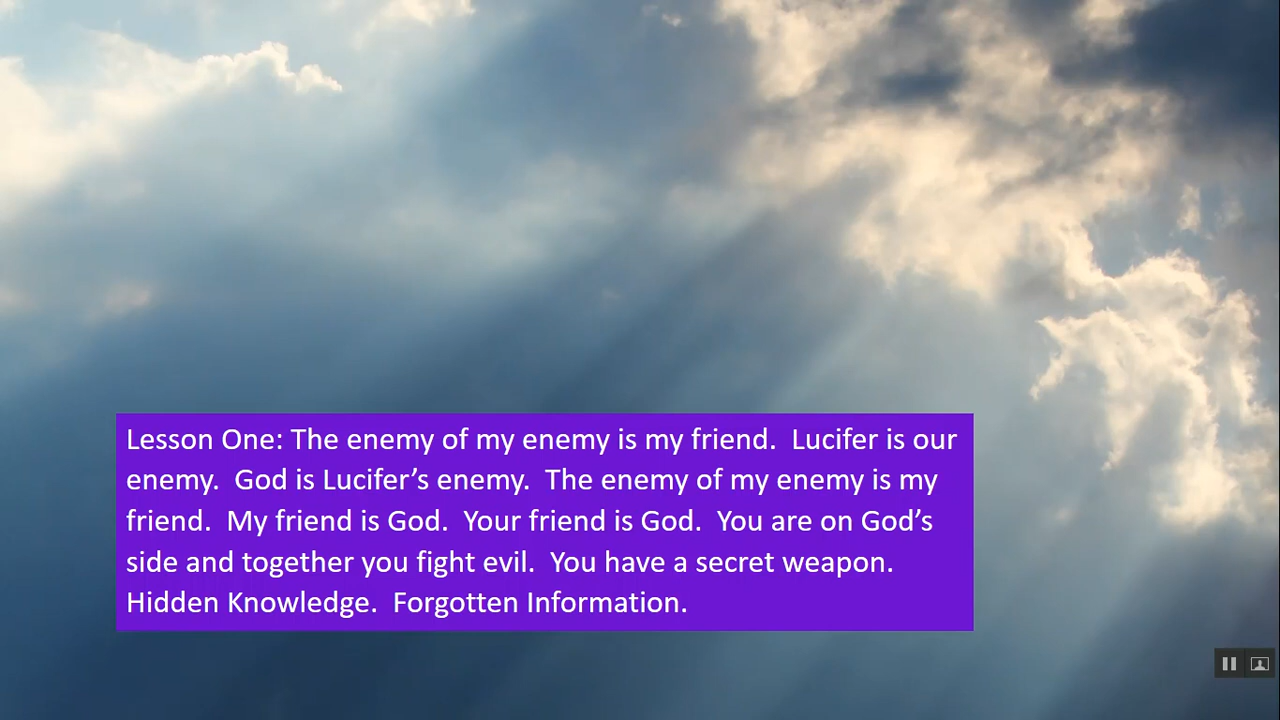 Lesson One: The enemy of my enemy is my friend.  Lucifer is our
enemy.  God is Lucifer’s enemy.  The enemy of my enemy is my
friend.  My friend is God.  Your friend is God.  You are on God’s
side and together you fight evil.  You have a secret weapon.
Hidden Knowledge.  Forgotten Information.